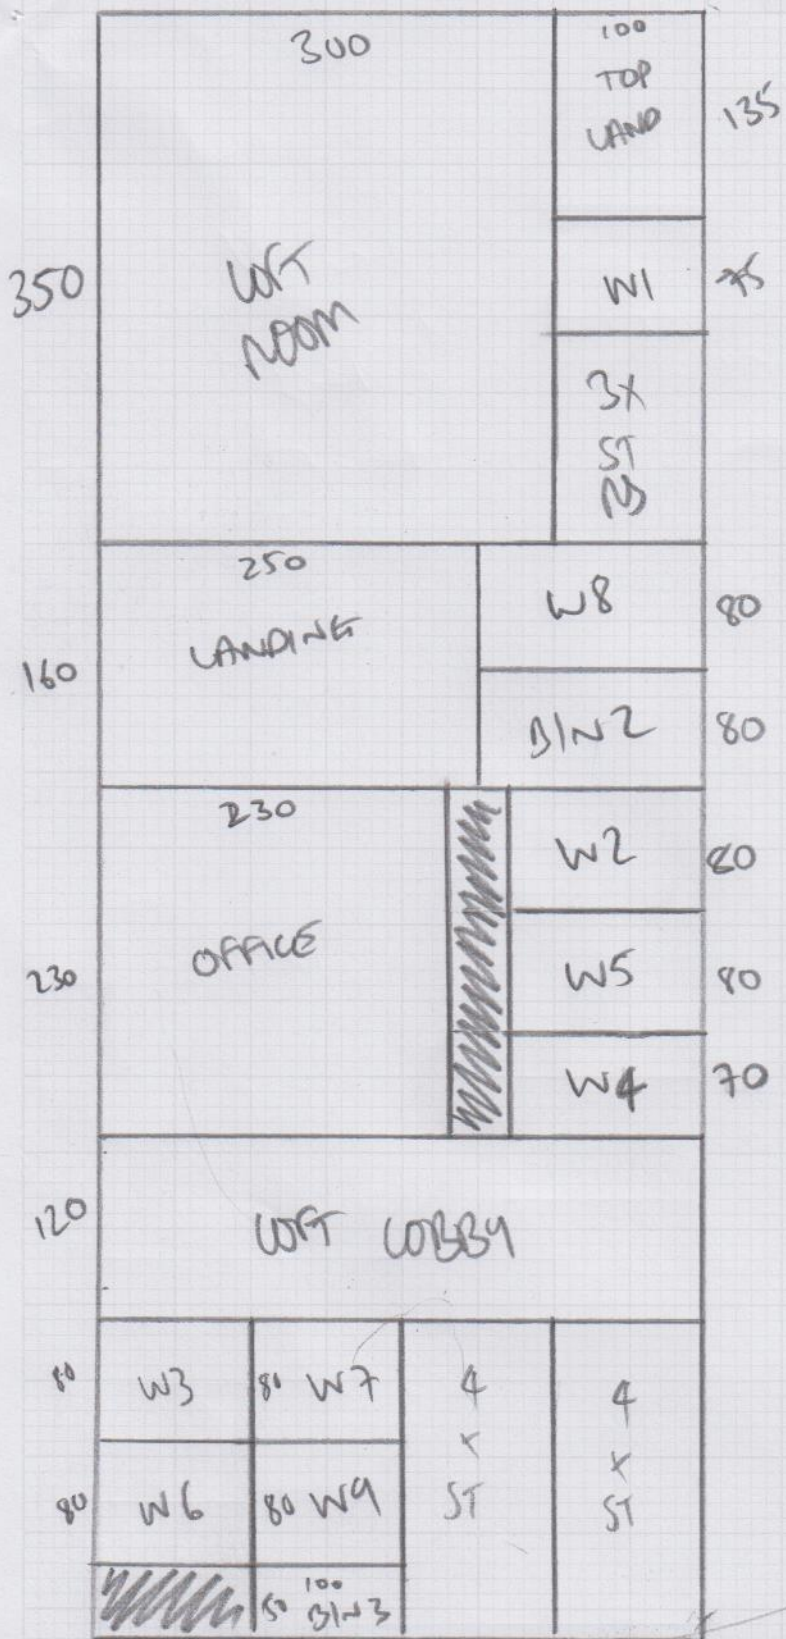 300
100
TOP
LAND
135
350
LOFT
ROOM
W1
75
3X
ST
250
LANDING
W8
80
160
BIN2
80
230
W2
80
OFFICE
230
W5
80
W4
70
120
LOFT LOBBY
80
W3
80 W7
4
X
ST
4
X
ST
80
W6
80 W9
100
50 BIN3